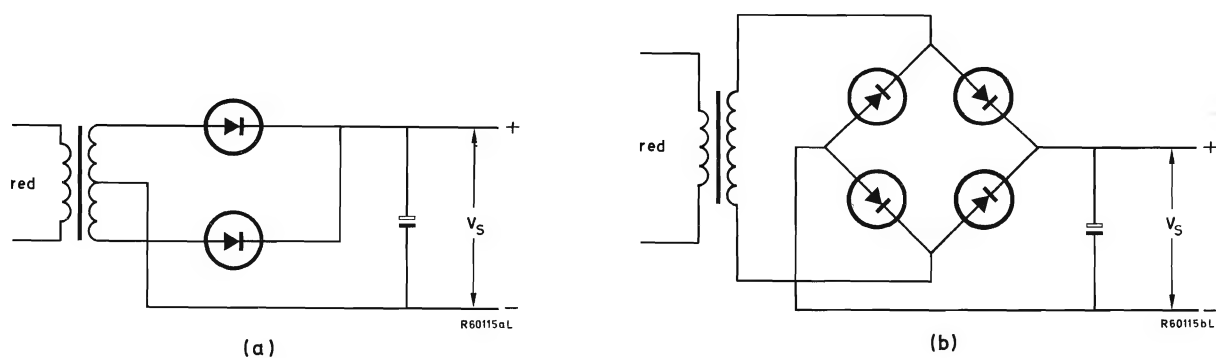 red
+
V_S
−
R60115aL
(a)
red
+
V_S
−
R60115bL
(b)